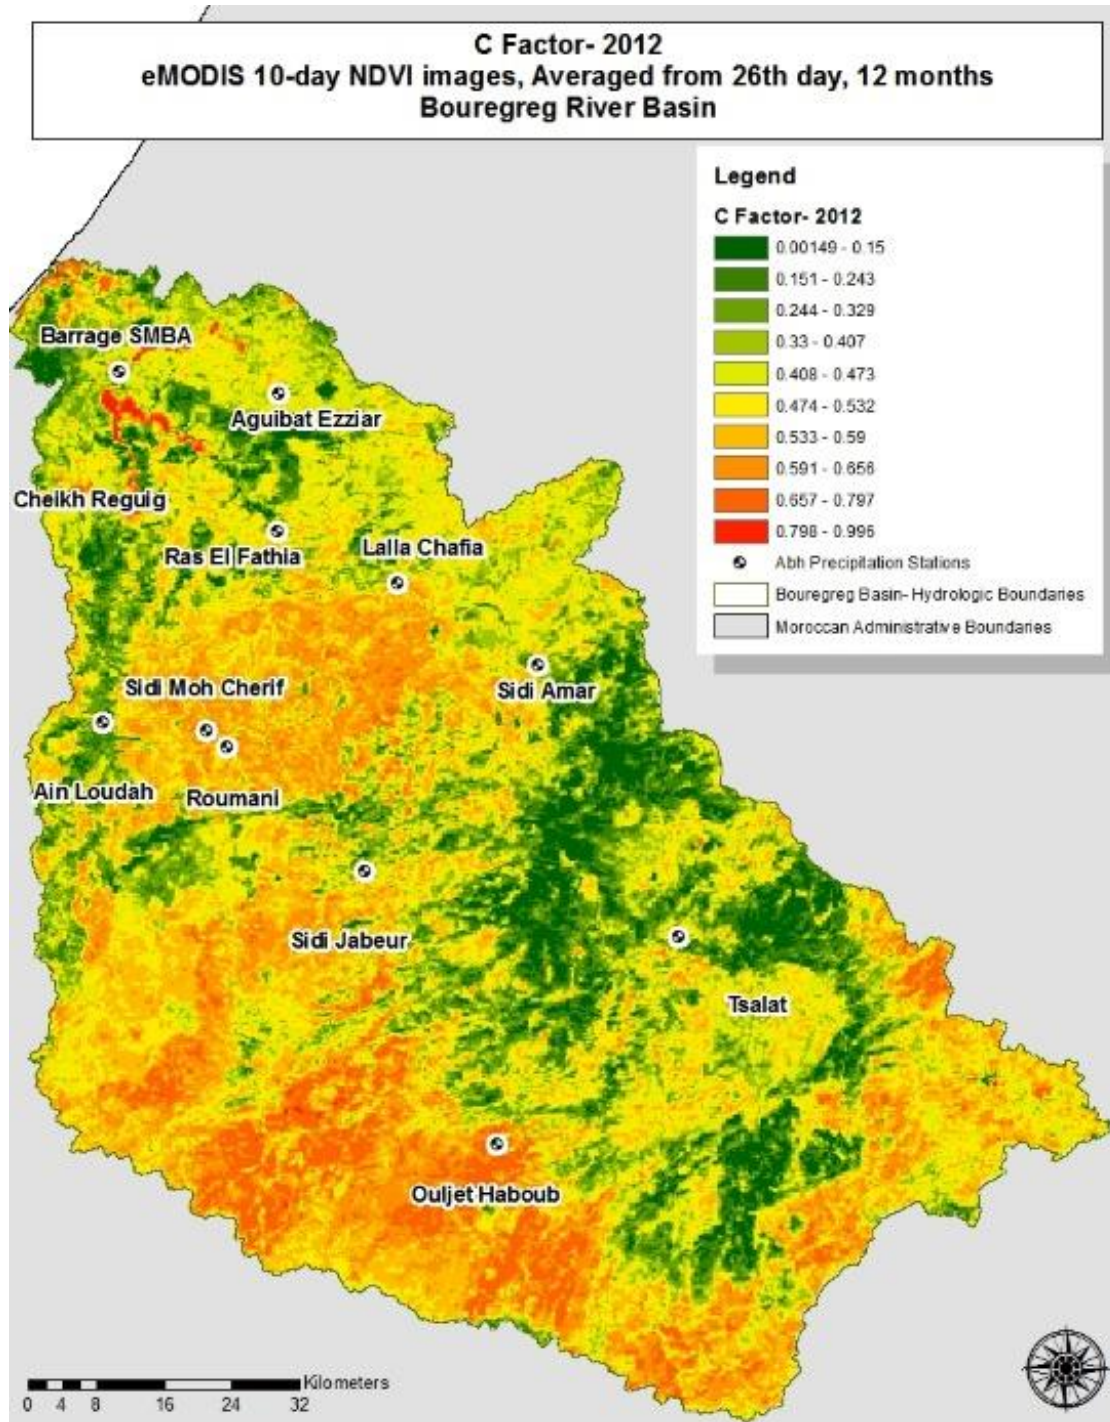 C Factor- 2012
eMODIS 10-day NDVI images, Averaged from 26th day, 12 months
Bouregreg River Basin
Legend
C Factor- 2012
0.00149 - 0.15
0.151 - 0.243
0.244 - 0.329
0.33 - 0.407
0.408 - 0.473
0.474 - 0.532
0.533 - 0.59
0.591 - 0.656
0.657 - 0.797
0.798 - 0.996
Abh Precipitation Stations
Bouregreg Basin- Hydrologic Boundaries
Moroccan Administrative Boundaries
Barrage SMBA
Aguibat Ezziar
Cheikh Reguig
Ras El Fathia
Lalla Chafia
Sidi Moh Cherif
Sidi Amar
Ain Loudah
Roumani
Sidi Jabeur
Tsalat
Ouljet Haboub
Kilometers
0 4 8 16 24 32